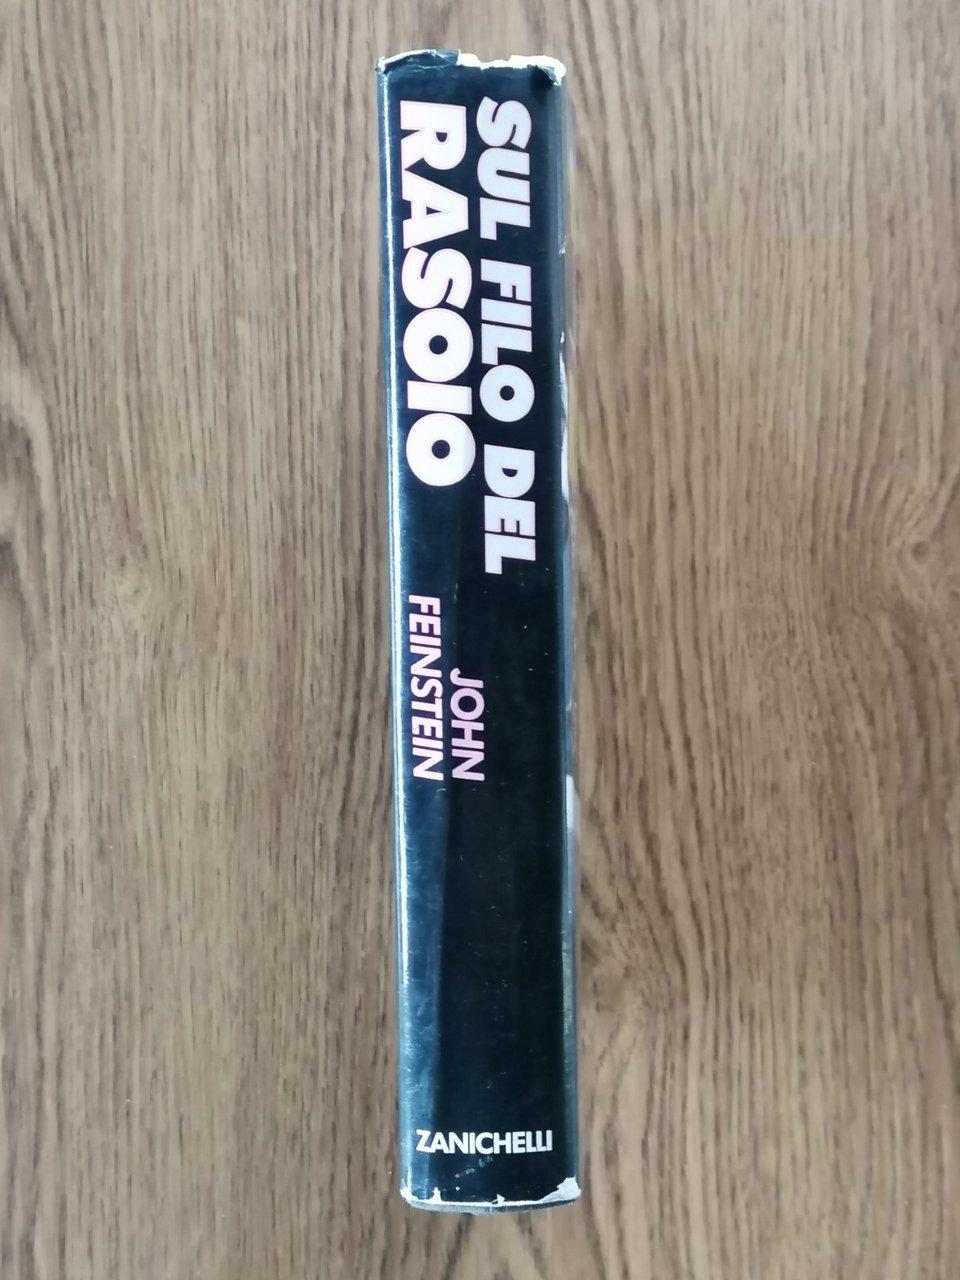 SUL FILO DEL
RASOIO
JOHN
FEINSTEIN
ZANICHELLI